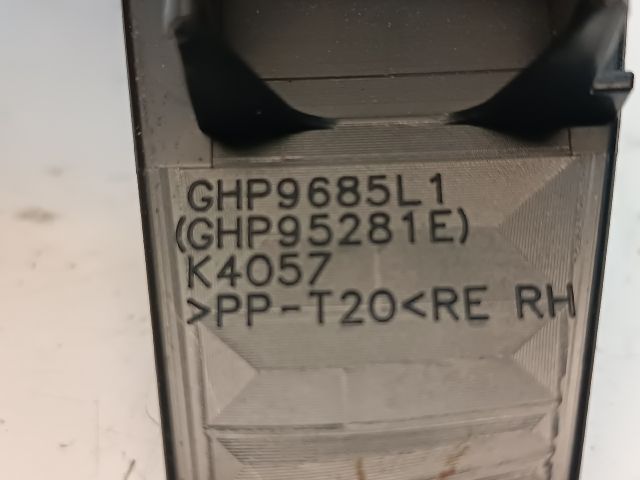 GHP9685L1
(GHP95281E)
K4057
>PP-T20<RE RH